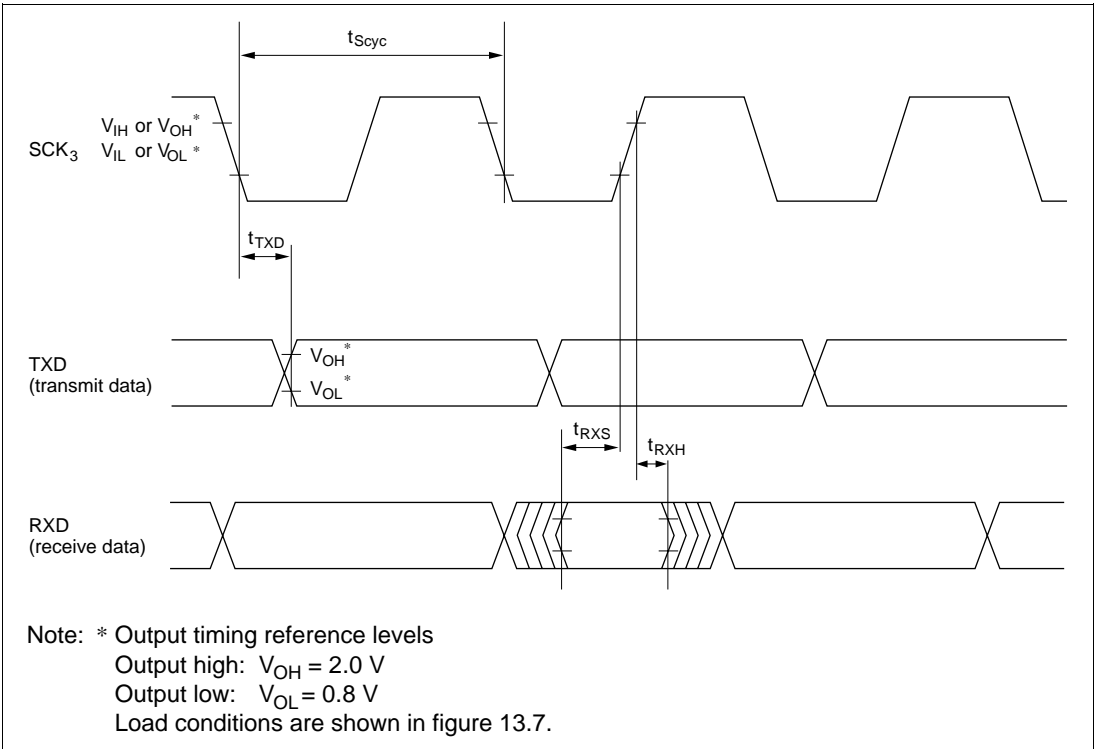 tScyc
VIH or VOH*
SCK3 VIL or VOL*
tTXD
TXD
(transmit data)
VOH*
VOL*
tRXS
tRXH
RXD
(receive data)
Note: * Output timing reference levels
Output high: VOH = 2.0 V
Output low: VOL = 0.8 V
Load conditions are shown in figure 13.7.